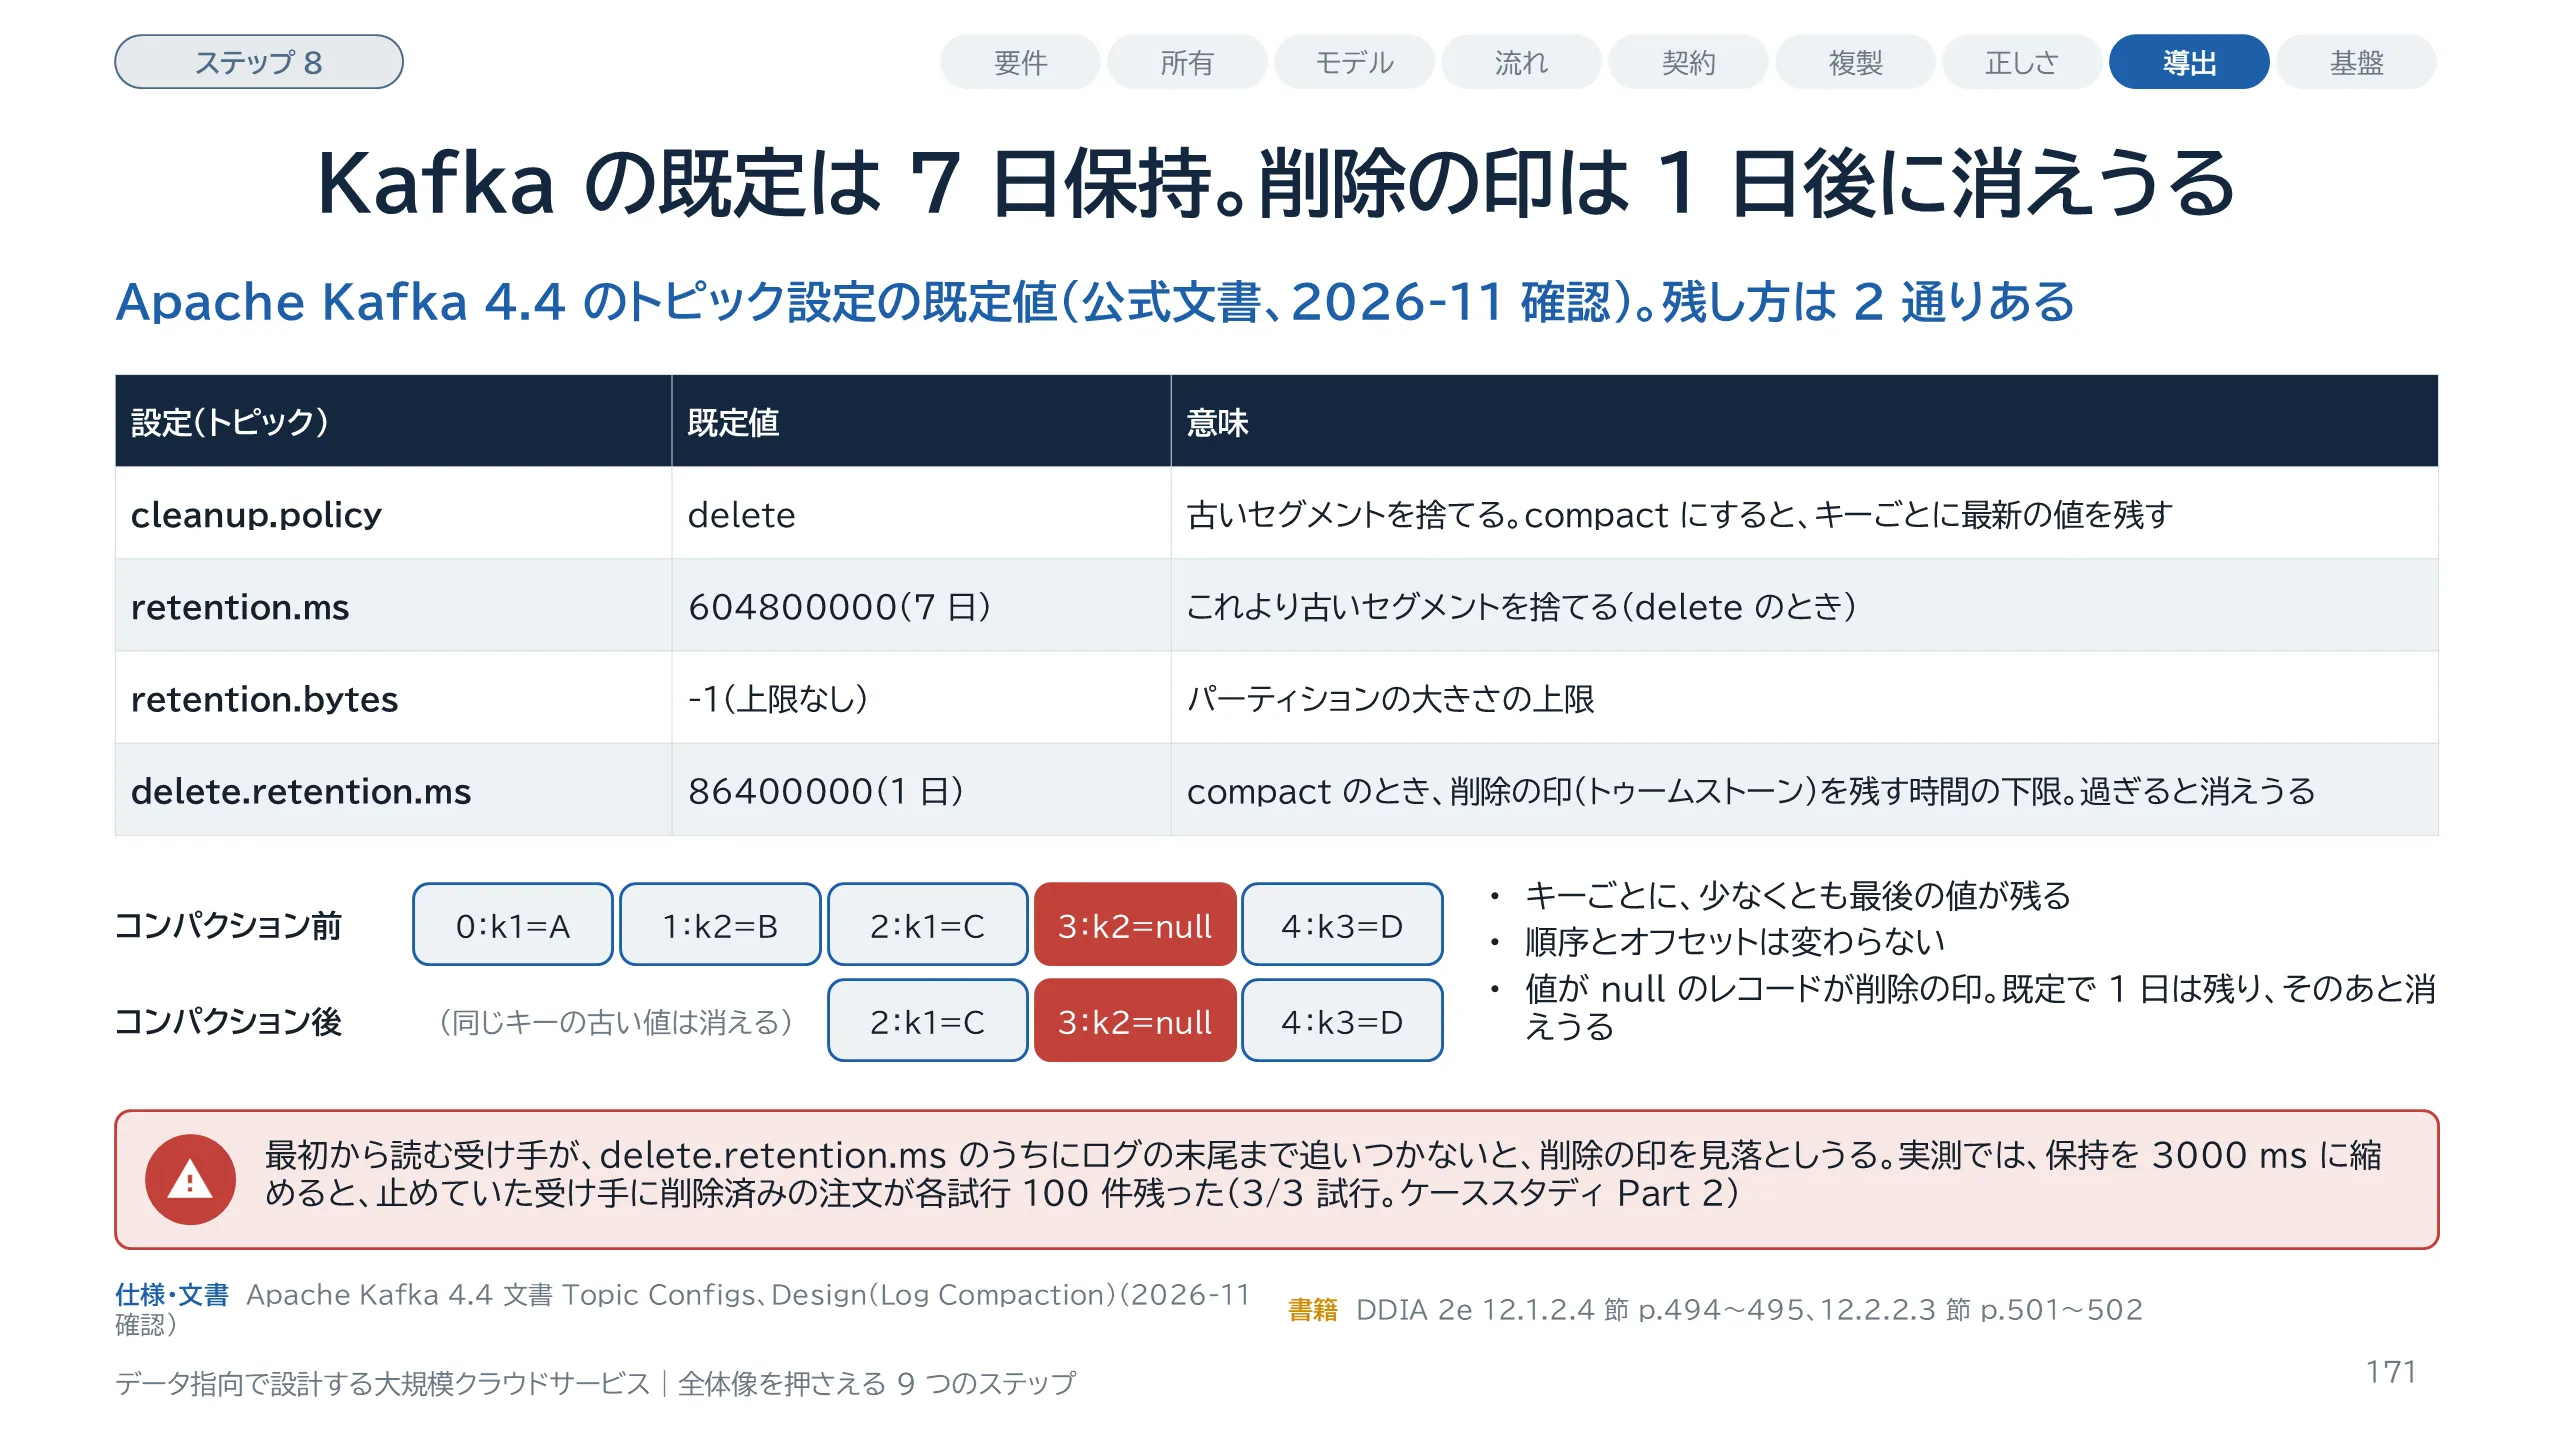 ステップ 8
要件
所有
モデル
流れ
契約
複製
正しさ
導出
基盤
Kafka の既定は 7 日保持。削除の印は 1 日後に消えうる
Apache Kafka 4.4 のトピック設定の既定値（公式文書、2026-11 確認）。残し方は 2 通りある
設定（トピック） 既定値 意味
cleanup.policy delete 古いセグメントを捨てる。compact にすると、キーごとに最新の値を残す
retention.ms 604800000（7 日） これより古いセグメントを捨てる（delete のとき）
retention.bytes -1（上限なし） パーティションの大きさの上限
delete.retention.ms 86400000（1 日） compact のとき、削除の印（トゥームストーン）を残す時間の下限。過ぎると消えうる
コンパクション前 0:k1=A 1:k2=B 2:k1=C 3:k2=null 4:k3=D
コンパクション後 （同じキーの古い値は消える） 2:k1=C 3:k2=null 4:k3=D
• キーごとに、少なくとも最後の値が残る
• 順序とオフセットは変わらない
• 値が null のレコードが削除の印。既定で 1 日は残り、そのあと消
えうる
最初から読む受け手が、delete.retention.ms のうちにログの末尾まで追いつかないと、削除の印を見落としうる。実測では、保持を 3000 ms に縮
めると、止めていた受け手に削除済みの注文が各試行 100 件残った（3/3 試行。ケーススタディ Part 2）
仕様・文書 Apache Kafka 4.4 文書 Topic Configs、Design（Log Compaction）（2026-11
確認）
書籍 DDIA 2e 12.1.2.4 節 p.494～495、12.2.2.3 節 p.501～502
データ指向で設計する大規模クラウドサービス｜全体像を押さえる 9 つのステップ
171